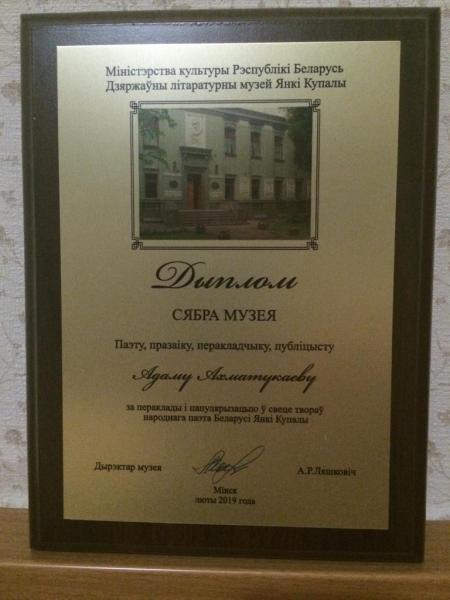 Міністэрства культуры Рэспублікі Беларусь
Дзяржаўны літаратурны музей Янкі Купалы
Дыплом
СЯБРА МУЗЕЯ
Паэту, празаіку, перакладчыку, публіцысту
Адаму Ахматукаеву
за пераклады і папулярызацыю ў свеце твораў
народнага паэта Беларусі Янкі Купалы
Дырэктар музея А.Р.Ляшковіч
Мінск
люты 2019 года